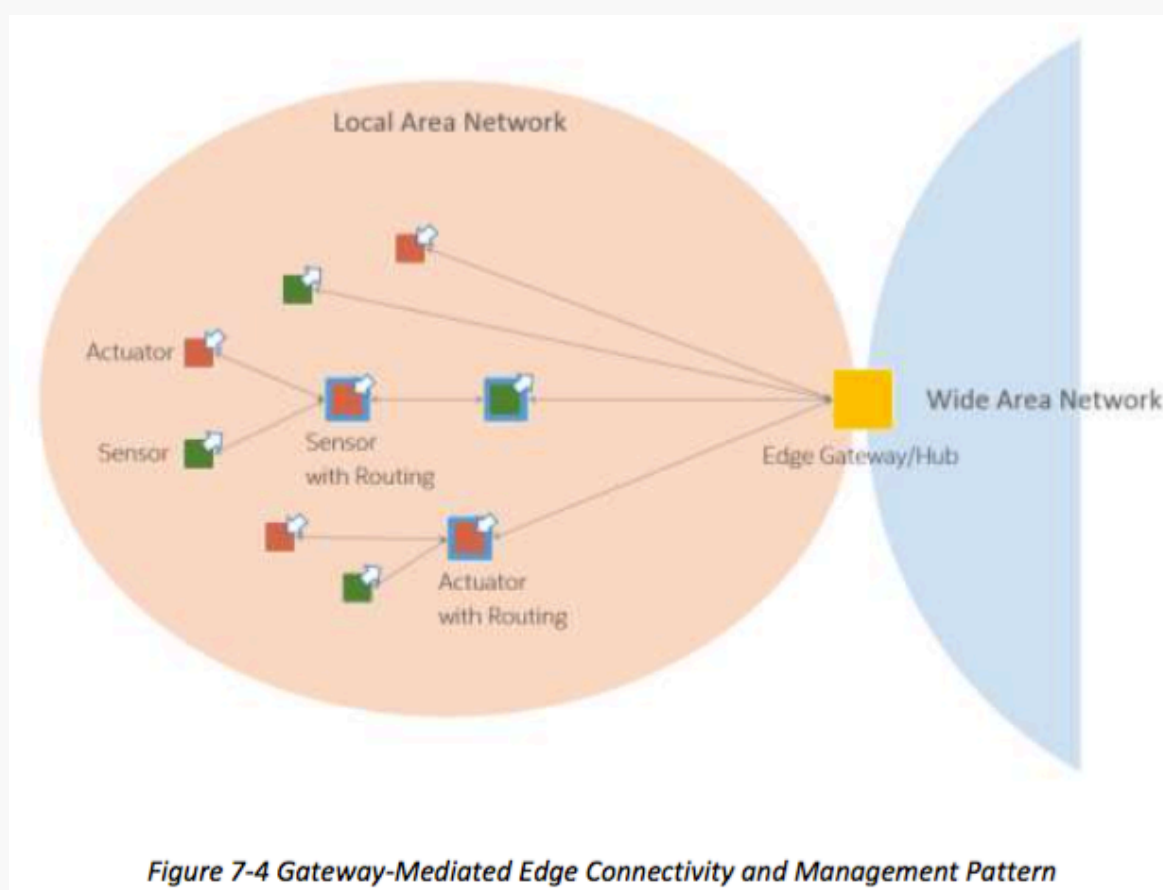 Local Area Network
Actuator
Sensor
Sensor
with Routing
Actuator
with Routing
Edge Gateway/Hub
Wide Area Network
Figure 7-4 Gateway-Mediated Edge Connectivity and Management Pattern